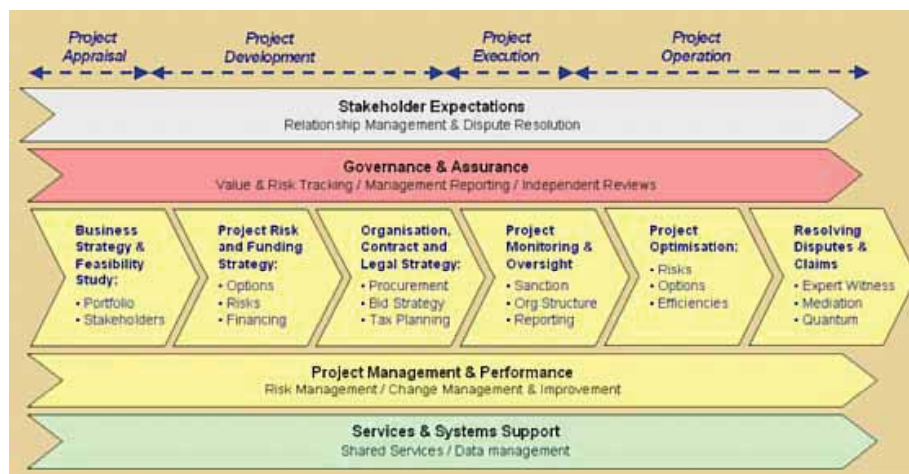 Project Appraisal
Project Development
Project Execution
Project Operation
Stakeholder Expectations
Relationship Management & Dispute Resolution
Governance & Assurance
Value & Risk Tracking / Management Reporting / Independent Reviews
Business
Strategy &
Feasibility
Study:
• Portfolio
• Stakeholders
Project Risk
and Funding
Strategy:
• Options
• Risks
• Financing
Organisation,
Contract and
Legal Strategy:
• Procurement
• Bid Strategy
• Tax Planning
Project
Monitoring &
Oversight
• Sanction
• Org Structure
• Reporting
Project
Optimisation:
• Risks
• Options
• Efficiencies
Resolving
Disputes &
Claims
• Expert Witness
• Mediation
• Quantum
Project Management & Performance
Risk Management / Change Management & Improvement
Services & Systems Support
Shared Services / Data management